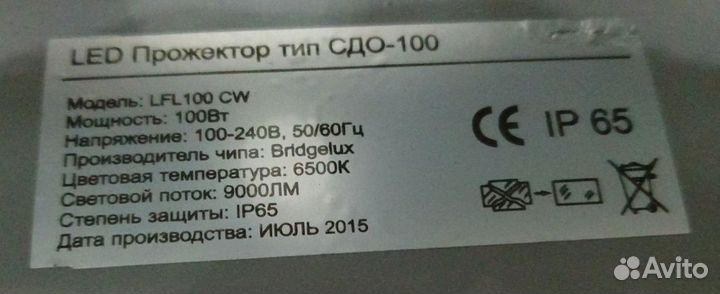 LED Прожектор тип СДО-100
Модель: LFL100 CW
Мощность: 100Вт
Напряжение: 100-240В, 50/60Гц
Производитель чипа: Bridgelux
Цветовая температура: 6500К
Световой поток: 9000ЛМ
Степень защиты: IP65
Дата производства: ИЮЛЬ 2015
CE IP 65
Avito